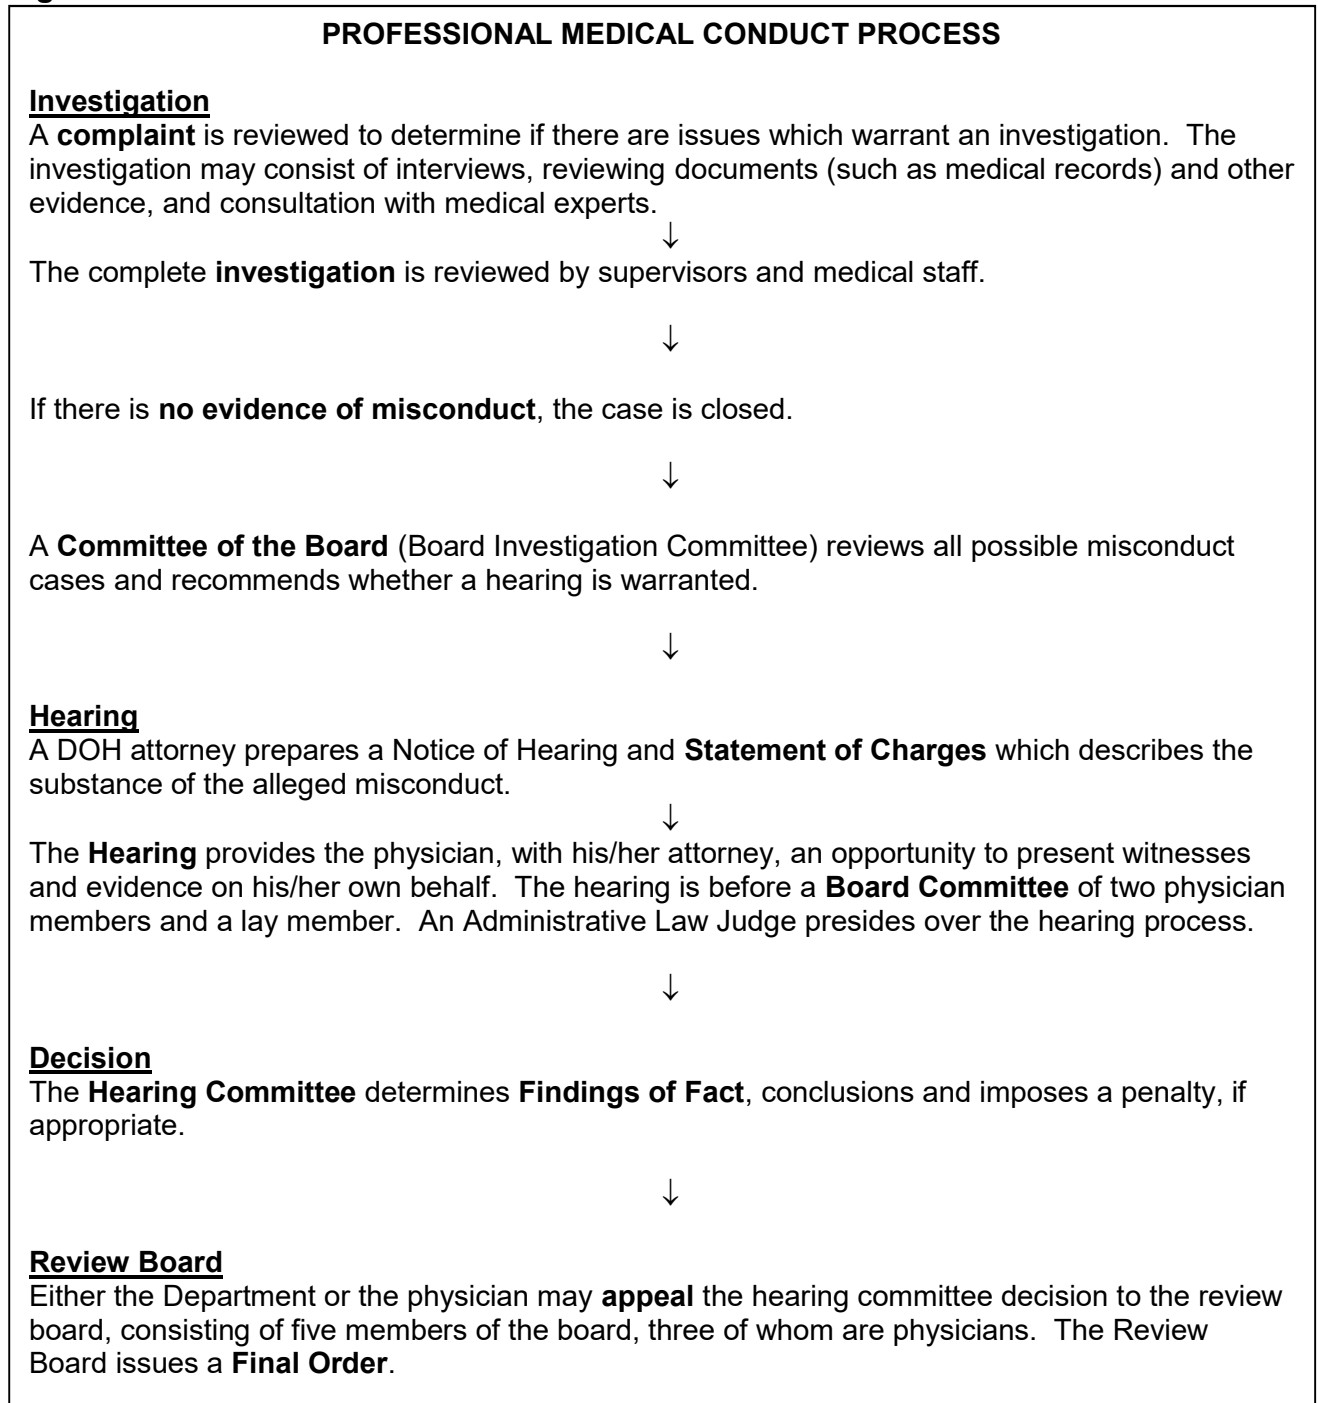 PROFESSIONAL MEDICAL CONDUCT PROCESS
Investigation
A complaint is reviewed to determine if there are issues which warrant an investigation. The
investigation may consist of interviews, reviewing documents (such as medical records) and other
evidence, and consultation with medical experts.
↓
The complete investigation is reviewed by supervisors and medical staff.
↓
If there is no evidence of misconduct, the case is closed.
↓
A Committee of the Board (Board Investigation Committee) reviews all possible misconduct
cases and recommends whether a hearing is warranted.
↓
Hearing
A DOH attorney prepares a Notice of Hearing and Statement of Charges which describes the
substance of the alleged misconduct.
↓
The Hearing provides the physician, with his/her attorney, an opportunity to present witnesses
and evidence on his/her own behalf. The hearing is before a Board Committee of two physician
members and a lay member. An Administrative Law Judge presides over the hearing process.
↓
Decision
The Hearing Committee determines Findings of Fact, conclusions and imposes a penalty, if
appropriate.
↓
Review Board
Either the Department or the physician may appeal the hearing committee decision to the review
board, consisting of five members of the board, three of whom are physicians. The Review
Board issues a Final Order.